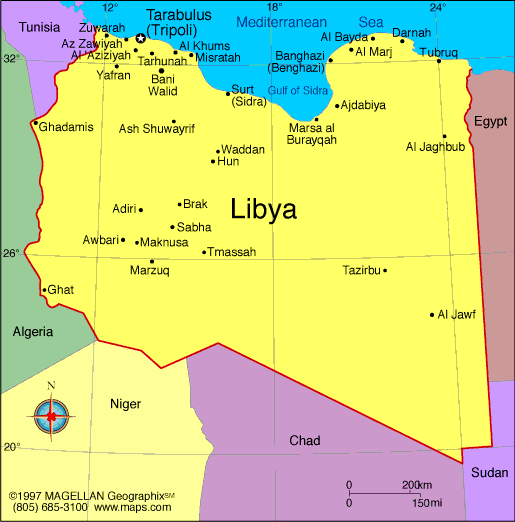 12°
18°
24°
Tunisia
Zuwarah
Tarabulus
(Tripoli)
Mediterranean Sea
Az Zawiyah
Al Aziziyah
Al Khums
Misratah
Tarhunah
Yafran
Bani
Walid
Al Bayda
Darnah
Al Marj
Banghazi
(Benghazi)
Tubruq
32°
32°
Surt
(Sidra)
Gulf of Sidra
Ajdabiya
Marsa al
Burayqah
Ghadamis
Ash Shuwayrif
Egypt
Al Jaghbub
Waddan
Hun
Brak
Adiri
Libya
Sabha
Awbari
Maknusa
Tmassah
26°
26°
Marzuq
Tazirbu
Ghat
Al Jawf
Algeria
N
Niger
Chad
20°
20°
Sudan
0 200km
0 150mi
©1997 MAGELLAN Geographix℠
(805) 685-3100 www.maps.com